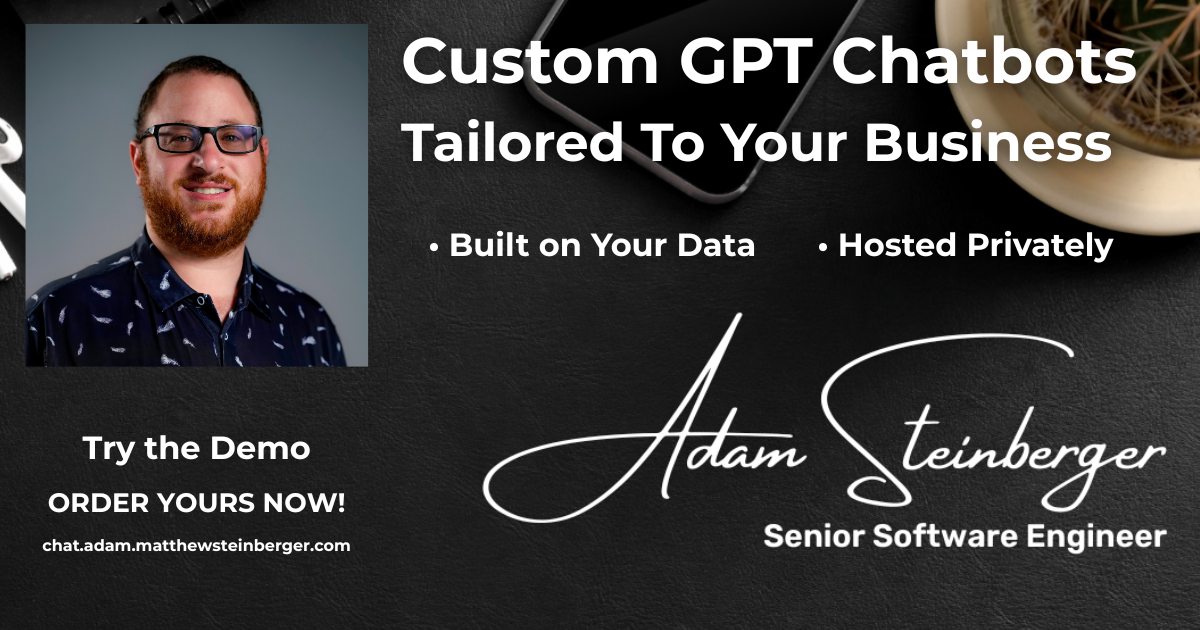 Custom GPT Chatbots
Tailored To Your Business
• Built on Your Data
• Hosted Privately
Adam Steinberger
Senior Software Engineer
Try the Demo
ORDER YOURS NOW!
chat.adam.matthewsteinberger.com